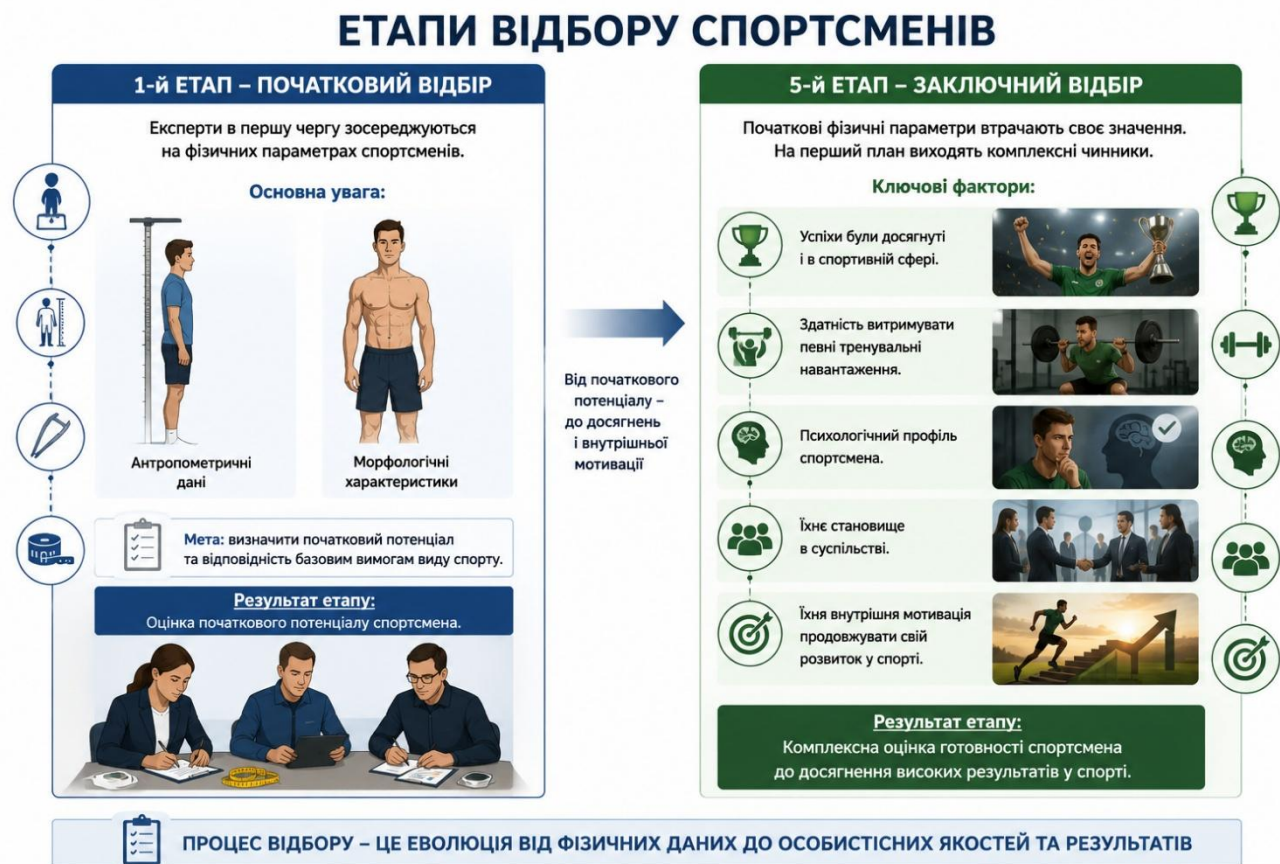 ЕТАПИ ВІДБОРУ СПОРТСМЕНІВ
1-й ЕТАП – ПОЧАТКОВИЙ ВІДБІР
Експерти в першу чергу зосереджуються
на фізичних параметрах спортсменів.
Основна увага:
Антропометричні
дані
Морфологічні
характеристики
Мета: визначити початковий потенціал
та відповідність базовим вимогам виду спорту.
Результат етапу:
Оцінка початкового потенціалу спортсмена.
Від початкового
потенціалу –
до досягнень
і внутрішньої
мотивації
5-й ЕТАП – ЗАКЛЮЧНИЙ ВІДБІР
Початкові фізичні параметри втрачають своє значення.
На перший план виходять комплексні чинники.
Ключові фактори:
Успіхи були досягнуті
і в спортивній сфері.
Здатність витримувати
певні тренувальні
навантаження.
Психологічний профіль
спортсмена.
Їхнє становище
в суспільстві.
Їхня внутрішня мотивація
продовжувати свій
розвиток у спорті.
Результат етапу:
Комплексна оцінка готовності спортсмена
до досягнення високих результатів у спорті.
ПРОЦЕС ВІДБОРУ – ЦЕ ЕВОЛЮЦІЯ ВІД ФІЗИЧНИХ ДАНИХ ДО ОСОБИСТІСНИХ ЯКОСТЕЙ ТА РЕЗУЛЬТАТІВ